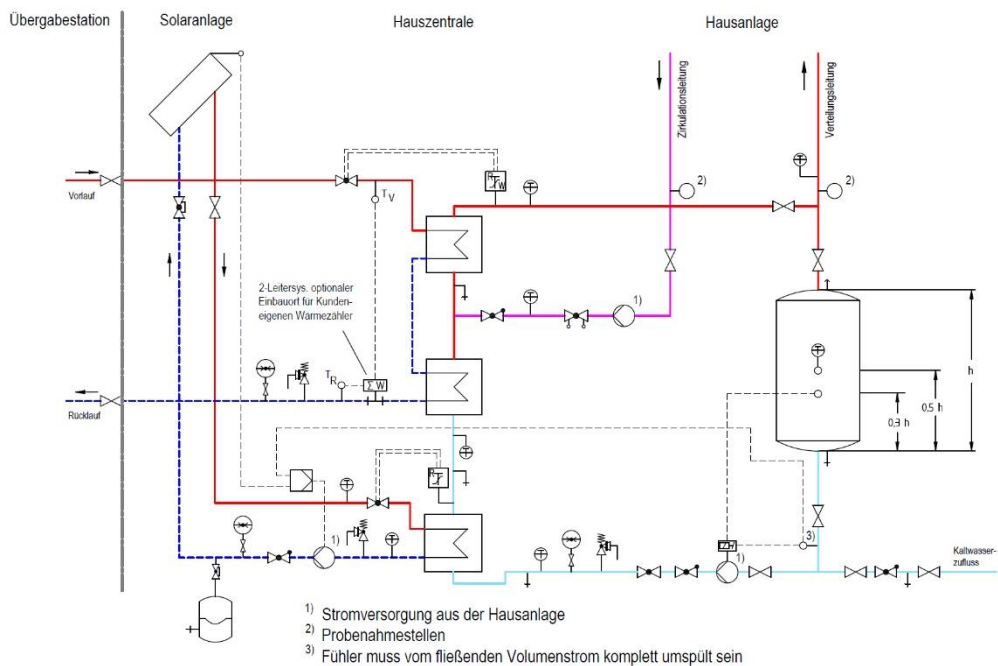 Übergabestation
Solaranlage
Hauszentrale
Hausanlage
Zirkulationsleitung
Verteilungsleitung
2)
2)
Vorlauf
T V
R
T W
2-Leitersys. optionaler
Einbauort für Kunden-
eigenen Wärmezähler
1)
T R
Σ W
Rücklauf
h
0,5 h
0,3 h
R
T
1)
1)
3)
Kaltwasser-
zufluss
1) Stromversorgung aus der Hausanlage
2) Probenahmestellen
3) Fühler muss vom fließenden Volumenstrom komplett umspült sein